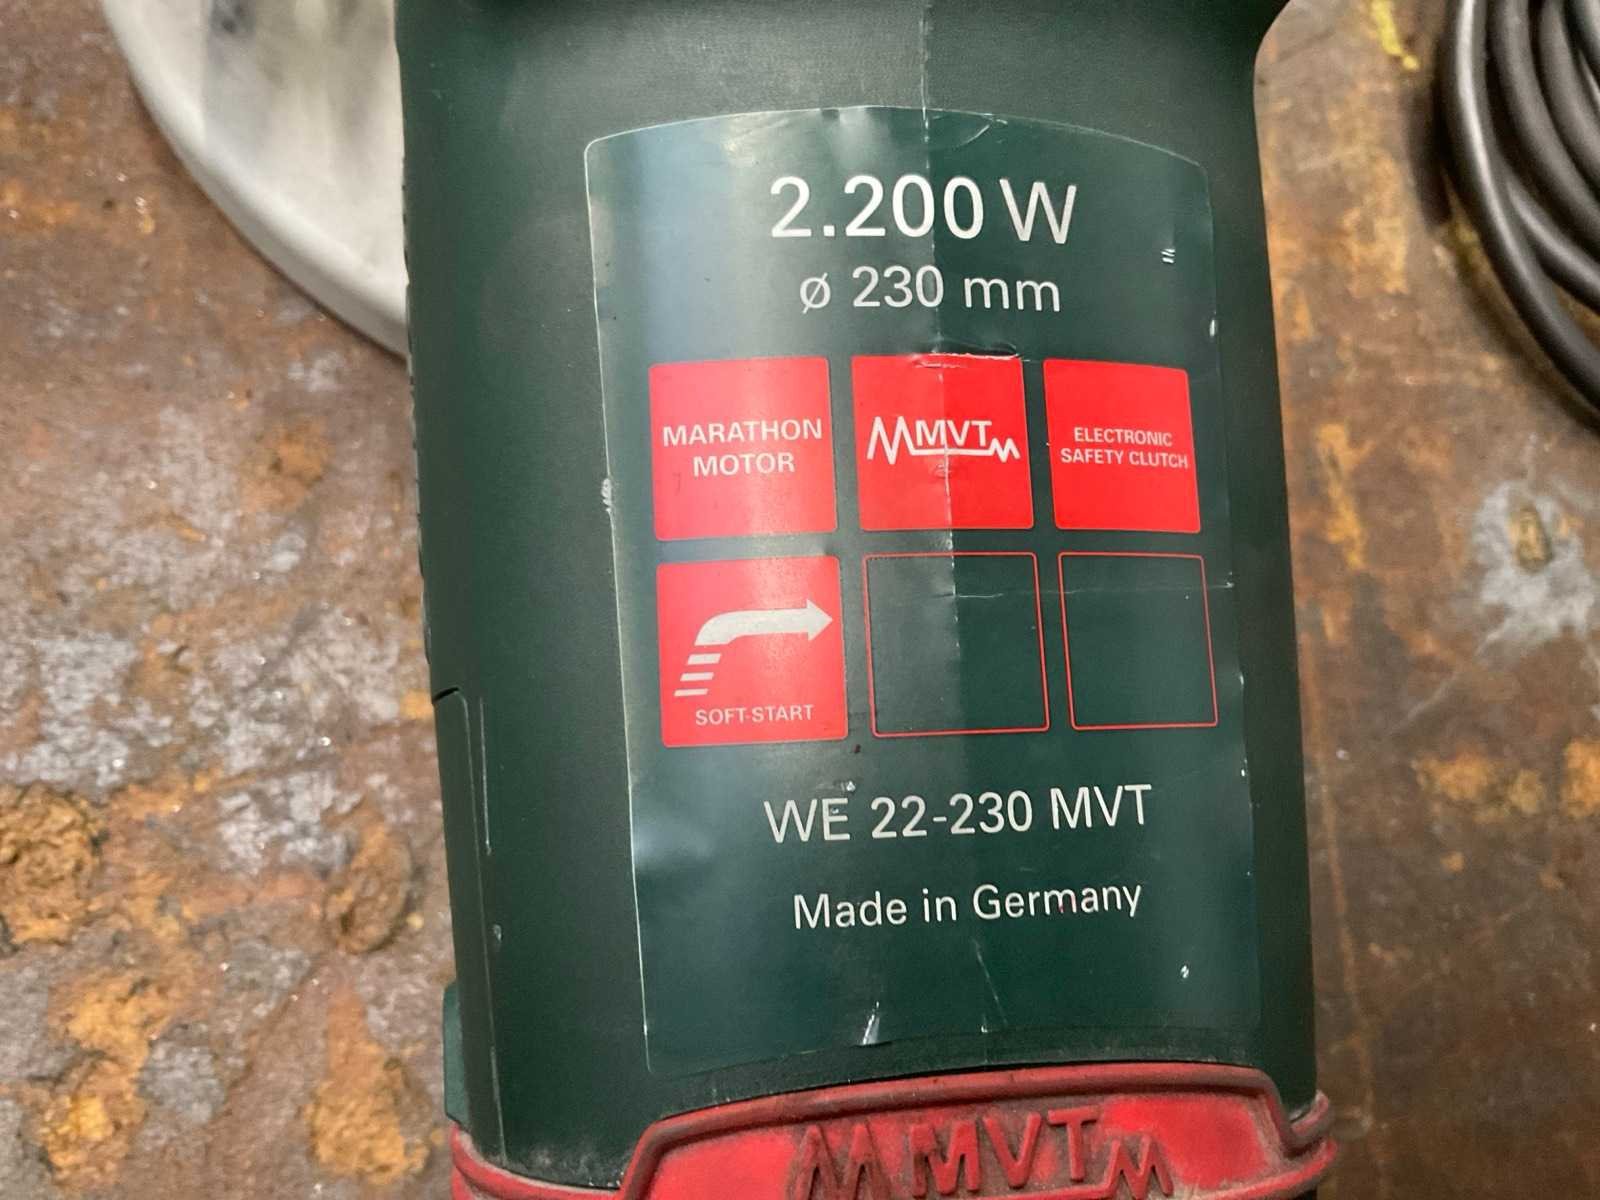 2.200 W
ø 230 mm
MARATHON
MOTOR
MVT
ELECTRONIC
SAFETY CLUTCH
SOFT-START
WE 22-230 MVT
Made in Germany
MVT